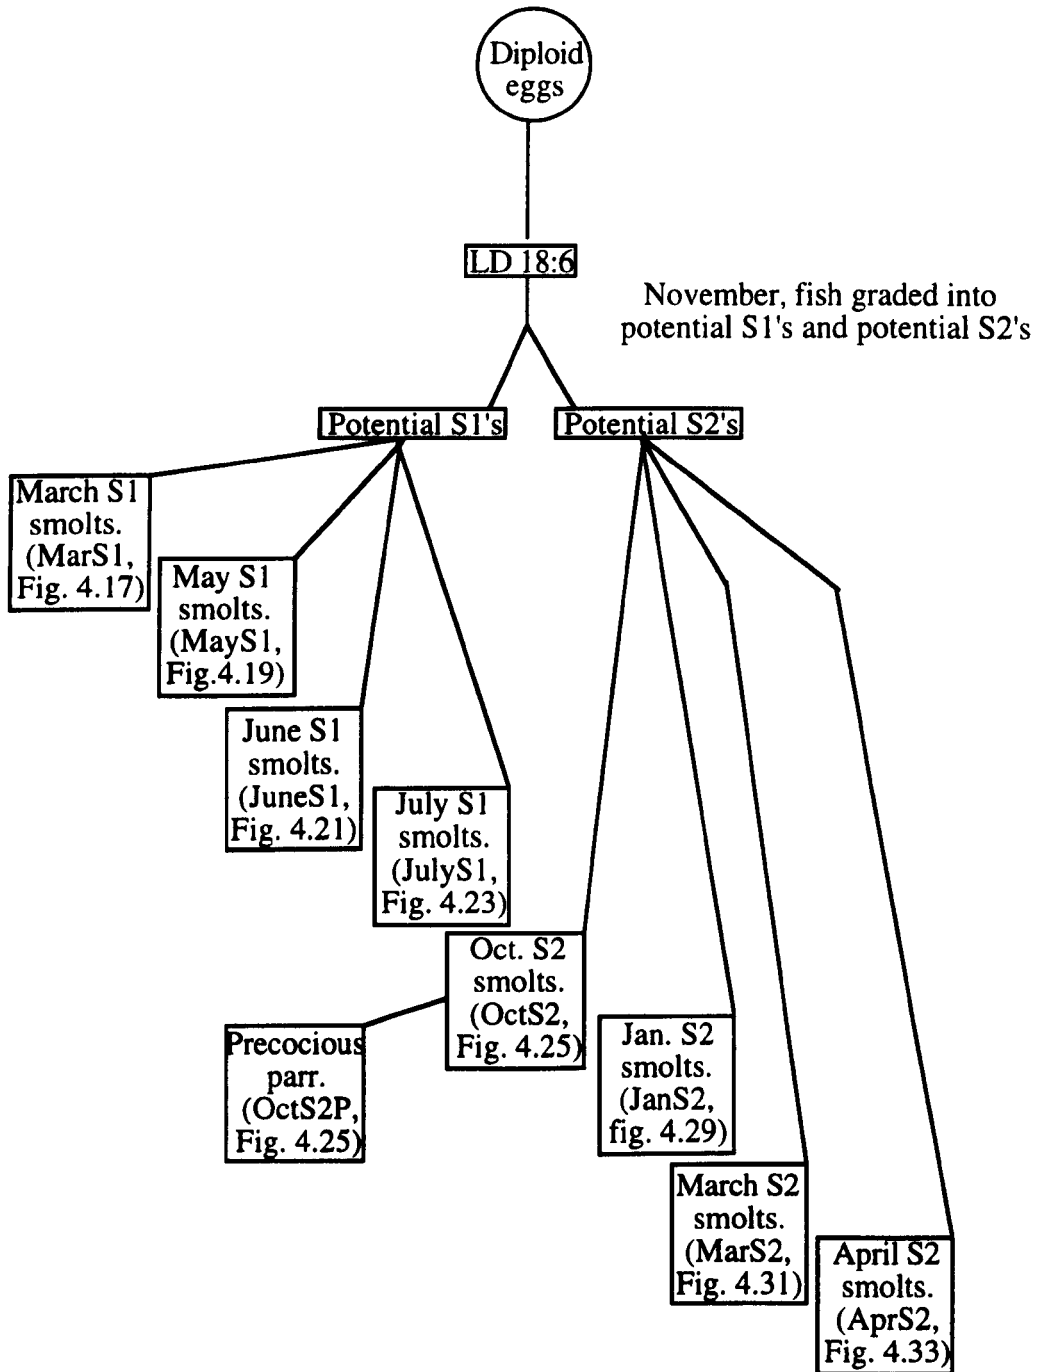 Diploid
eggs
LD 18:6
November, fish graded into
potential S1's and potential S2's
Potential S1's
Potential S2's
March S1
smolts.
(MarS1,
Fig. 4.17)
May S1
smolts.
(MayS1,
Fig.4.19)
June S1
smolts.
(JuneS1,
Fig. 4.21)
July S1
smolts.
(JulyS1,
Fig. 4.23)
Oct. S2
smolts.
(OctS2,
Fig. 4.25)
Precocious
parr.
(OctS2P,
Fig. 4.25)
Jan. S2
smolts.
(JanS2,
fig. 4.29)
March S2
smolts.
(MarS2,
Fig. 4.31)
April S2
smolts.
(AprS2,
Fig. 4.33)